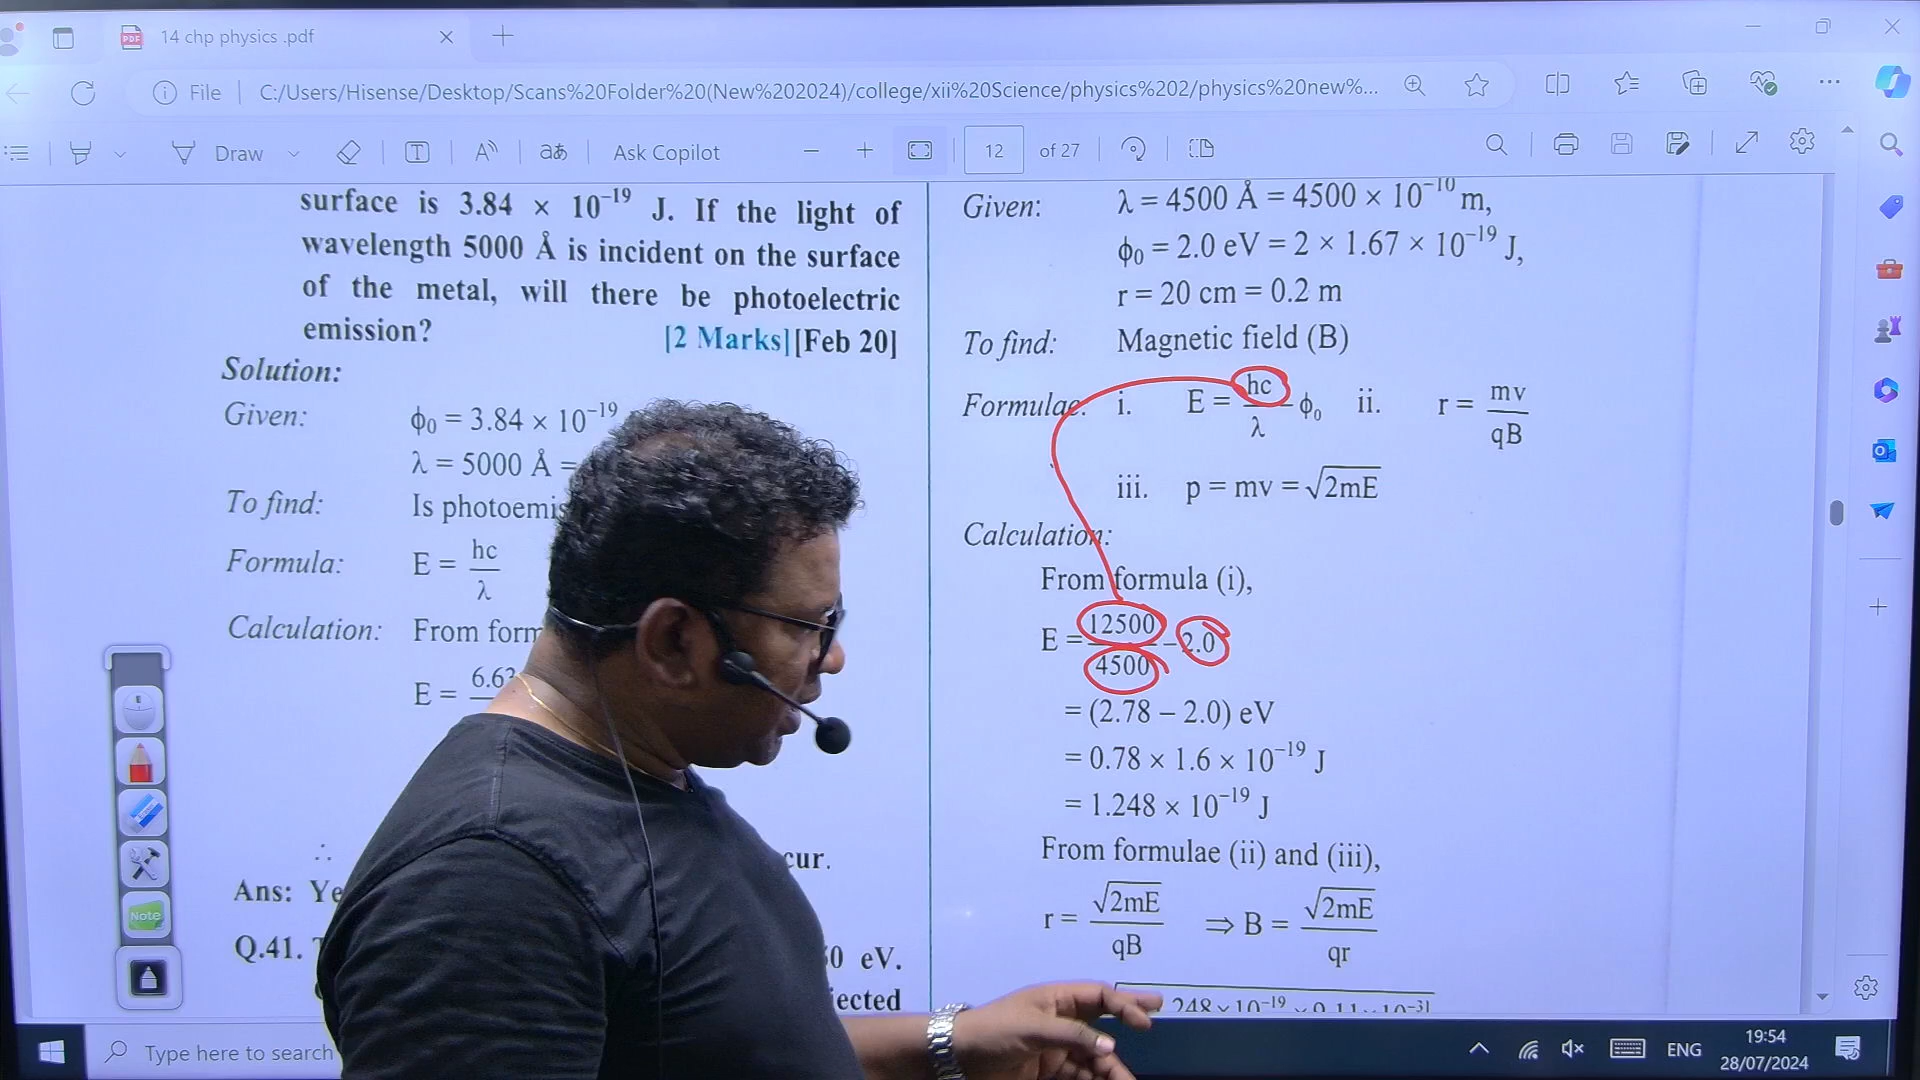 14 chp physics .pdf
File
C:/Users/Hisense/Desktop/Scans%20Folder%20(New%202024)/college/xii%20Science/physics%202/physics%20new%...
Draw
Ask Copilot
12 of 27
surface is 3.84 × 10⁻¹⁹ J. If the light of
wavelength 5000 Å is incident on the surface
of the metal, will there be photoelectric
emission? [2 Marks][Feb 20]
Solution:
Given: ϕ₀ = 3.84 × 10⁻¹⁹
λ = 5000 Å =
To find: Is
Formula: E = hc/λ
Calculation: From
E =
∴
Ans:
Q.41.
eV.
Given: λ = 4500 Å = 4500 × 10⁻¹⁰ m,
ϕ₀ = 2.0 eV = 2 × 1.67 × 10⁻¹⁹ J,
r = 20 cm = 0.2 m
To find: Magnetic field (B)
Formulae: i. E = hc/λ − ϕ₀ ii. r = mv/qB
iii. p = mv = √2mE
Calculation:
From formula (i),
E = 12500/4500 − 2.0
= (2.78 − 2.0) eV
= 0.78 × 1.6 × 10⁻¹⁹ J
= 1.248 × 10⁻¹⁹ J
From formulae (ii) and (iii),
r = √2mE/qB ⇒ B = √2mE/qr
Note
Type here to search
ENG
19:54
28/07/2024